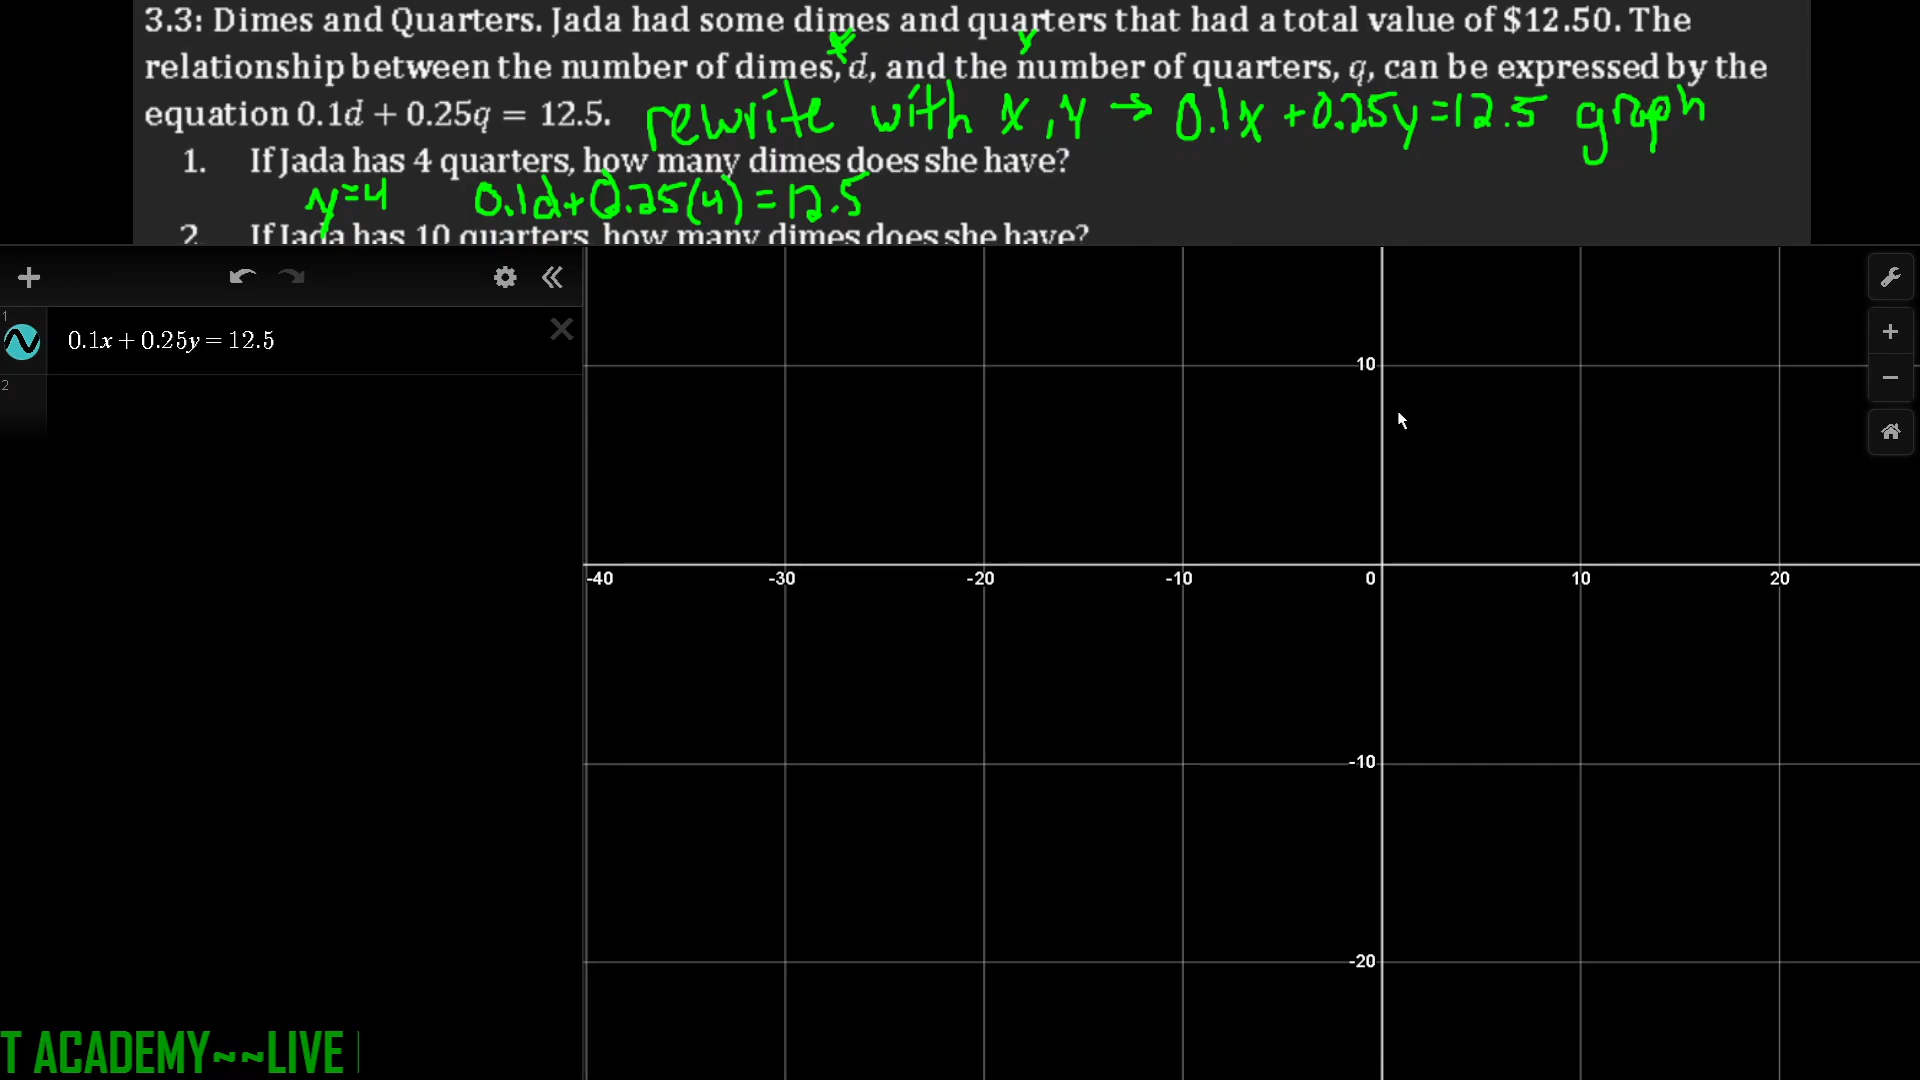 3.3: Dimes and Quarters. Jada had some dimes and quarters that had a total value of $12.50. The
x y
relationship between the number of dimes, d, and the number of quarters, q, can be expressed by the
equation 0.1d + 0.25q = 12.5. rewrite with x, y → 0.1x + 0.25y = 12.5 graph
1. If Jada has 4 quarters, how many dimes does she have?
y=4 0.1d+0.25(4)=12.5
2. If Jada has 10 quarters, how many dimes does she have?
1
0.1x + 0.25y = 12.5
2
10
-40 -30 -20 -10 0 10 20
-10
-20
T ACADEMY~~LIVE |